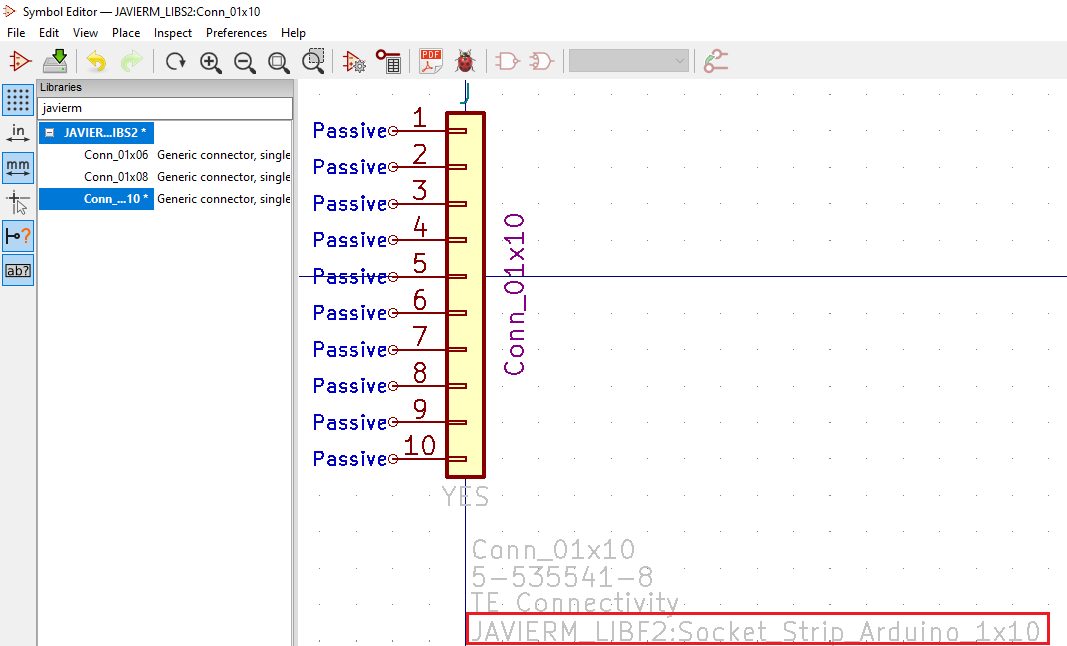 Symbol Editor — JAVIERM_LIBS2:Conn_01x10
File Edit View Place Inspect Preferences Help
PDF
Libraries
javierm
in
mm
ab?
JAVIER...IBS2 *
Conn_01x06 Generic connector, single
Conn_01x08 Generic connector, single
Conn_...10 * Generic connector, single
J
Passive 1
Passive 2
Passive 3
Passive 4
Passive 5
Passive 6
Passive 7
Passive 8
Passive 9
Passive 10
Conn_01x10
YES
Conn_01x10
5-535541-8
TE Connectivity
JAVIERM_LIBF2:Socket_Strip_Arduino_1x10